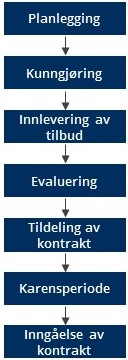 Planlegging
Kunngjøring
Innlevering av
tilbud
Evaluering
Tildeling av
kontrakt
Karensperiode
Inngåelse av
kontrakt